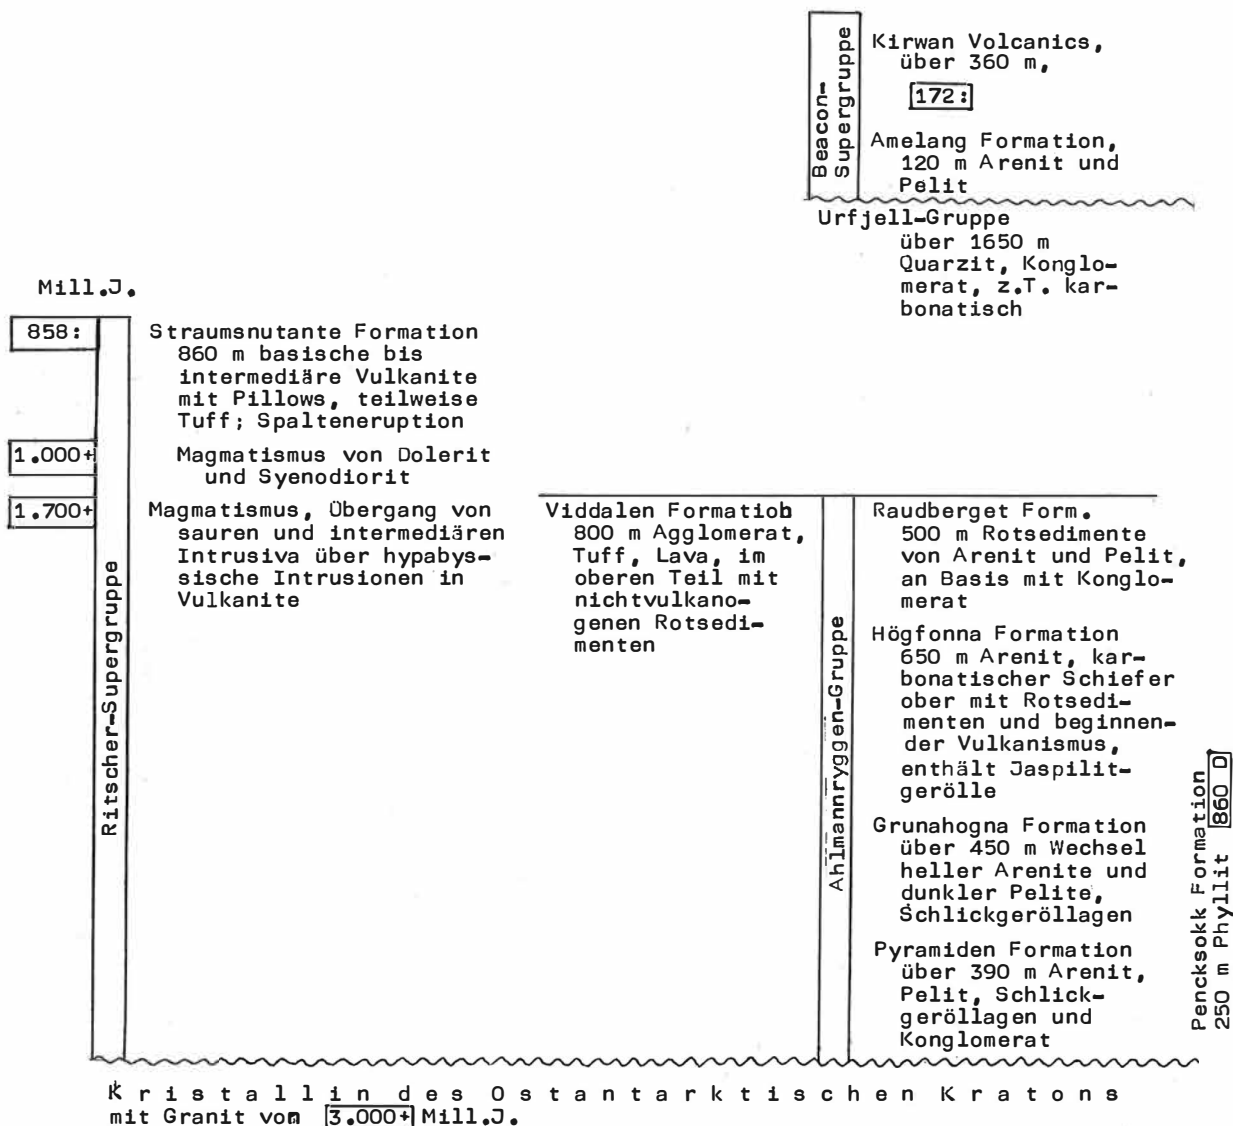 Beacon-
Supergruppe
Kirwan Volcanics,
über 360 m,
172:
Amelang Formation,
120 m Arenit und
Pelit
Urfjell-Gruppe
über 1650 m
Quarzit, Konglo-
merat, z.T. kar-
bonatisch
Mill.J.
858:
Straumsnutante Formation
860 m basische bis
intermediäre Vulkanite
mit Pillows, teilweise
Tuff; Spalteneruption
1.000+
Magmatismus von Dolerit
und Syenodiorit
1.700+
Magmatismus, Übergang von
sauren und intermediären
Intrusiva über hypabys-
sische Intrusionen in
Vulkanite
Ritscher-Supergruppe
Viddalen Formatiob
800 m Agglomerat,
Tuff, Lava, im
oberen Teil mit
nichtvulkano-
genen Rotsedi-
menten
Ahlmannryggen-Gruppe
Raudberget Form.
500 m Rotsedimente
von Arenit und Pelit,
an Basis mit Konglo-
merat
Högfonna Formation
650 m Arenit, kar-
bonatischer Schiefer
ober mit Rotsedi-
menten und beginnen-
der Vulkanismus,
enthält Jaspilit-
gerölle
Grunahogna Formation
über 450 m Wechsel
heller Arenite und
dunkler Pelite,
Schlickgeröllagen
Pyramiden Formation
über 390 m Arenit,
Pelit, Schlick-
geröllagen und
Konglomerat
Pencksokk Formation
250 m Phyllit 860 D
Kristallin des Ostantarktischen Kratons
mit Granit von 3.000+ Mill.J.